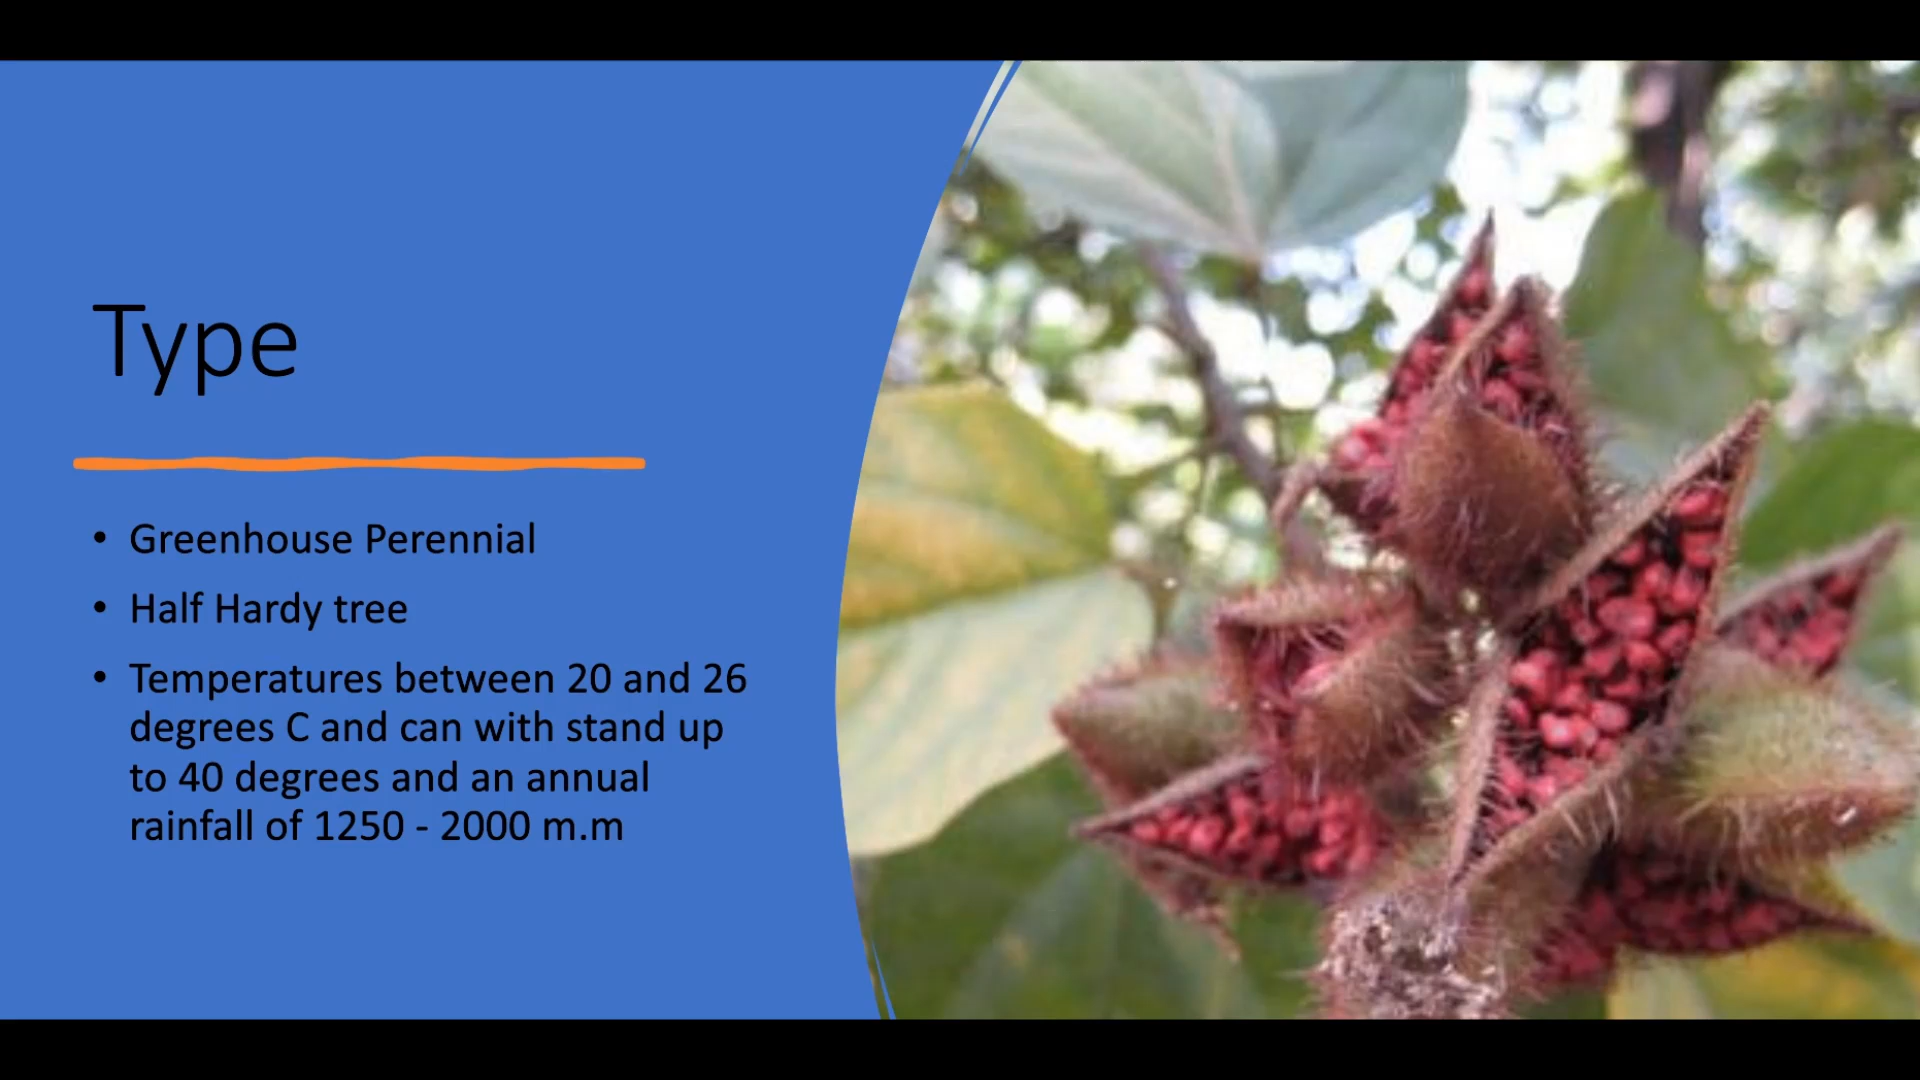 Type
• Greenhouse Perennial
• Half Hardy tree
• Temperatures between 20 and 26
degrees C and can with stand up
to 40 degrees and an annual
rainfall of 1250 - 2000 m.m